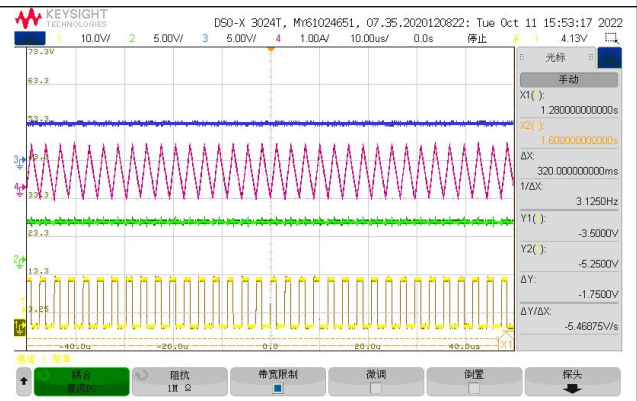 KEYSIGHT
TECHNOLOGIES
DSO-X 3024T, MY61024651, 07.35.2020120822: Tue Oct 11 15:53:17 2022
1 10.0V/ 2 5.00V/ 3 5.00V/ 4 1.00A/ 10.00us/ 0.0s 停止 1 4.13V
73.3V
63.3
53.3
43.3
33.3
23.3
13.3
3.25
-40.0u -20.0u 0.0 20.0u 40.0us
X1
光标
手动
X1( ):
1.280000000000s
X2( ):
1.600000000000s
ΔX:
320.000000000ms
1/ΔX:
3.1250Hz
Y1( ):
-3.5000V
Y2( ):
-5.2500V
ΔY:
-1.7500V
ΔY/ΔX:
-5.46875V/s
通道 1 菜单
耦合 阻抗 带宽限制 微调 倒置 探头
直流DC 1M Ω